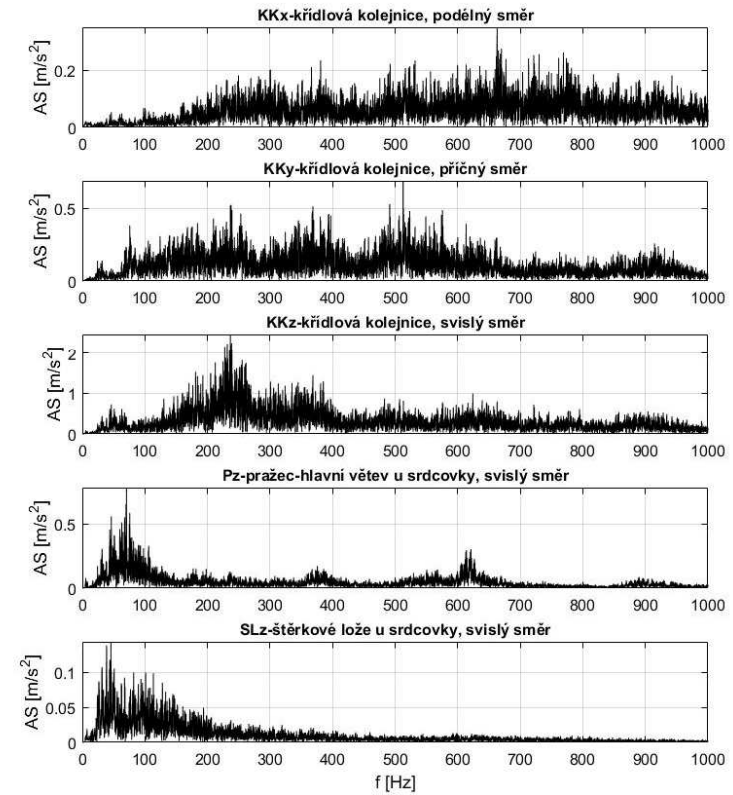 KKx-křídlová kolejnice, podélný směr
AS [m/s²]
0.2
0
0 100 200 300 400 500 600 700 800 900 1000
KKy-křídlová kolejnice, příčný směr
AS [m/s²]
0.5
0
0 100 200 300 400 500 600 700 800 900 1000
KKz-křídlová kolejnice, svislý směr
AS [m/s²]
2
1
0
0 100 200 300 400 500 600 700 800 900 1000
Pz-pražec-hlavní větev u srdcovky, svislý směr
AS [m/s²]
0.5
0
0 100 200 300 400 500 600 700 800 900 1000
SLz-štěrkové lože u srdcovky, svislý směr
AS [m/s²]
0.1
0.05
0
0 100 200 300 400 500 600 700 800 900 1000
f [Hz]